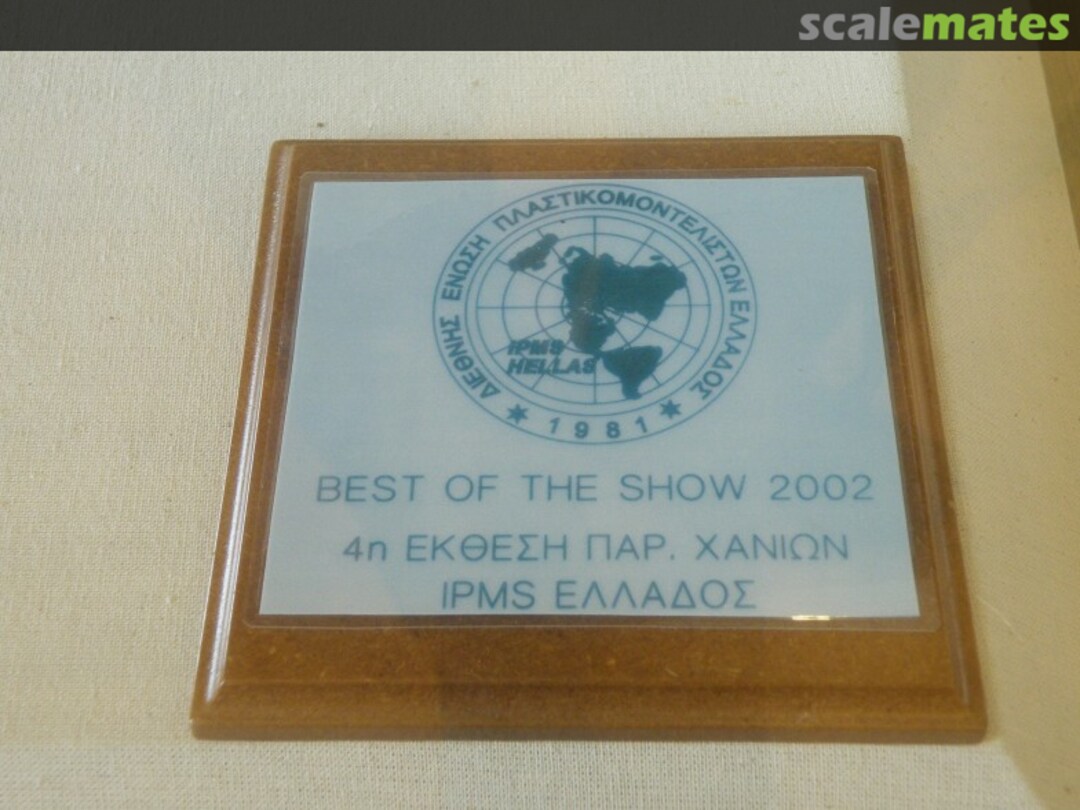 scalemates
ΔΙΕΘΝΗΣ ΕΝΩΣΗ ΠΛΑΣΤΙΚΟΜΟΝΤΕΛΙΣΤΩΝ ΕΛΛΑΔΟΣ
IPMS
HELLAS
1981
BEST OF THE SHOW 2002
4η ΕΚΘΕΣΗ ΠΑΡ. ΧΑΝΙΩΝ
IPMS ΕΛΛΑΔΟΣ